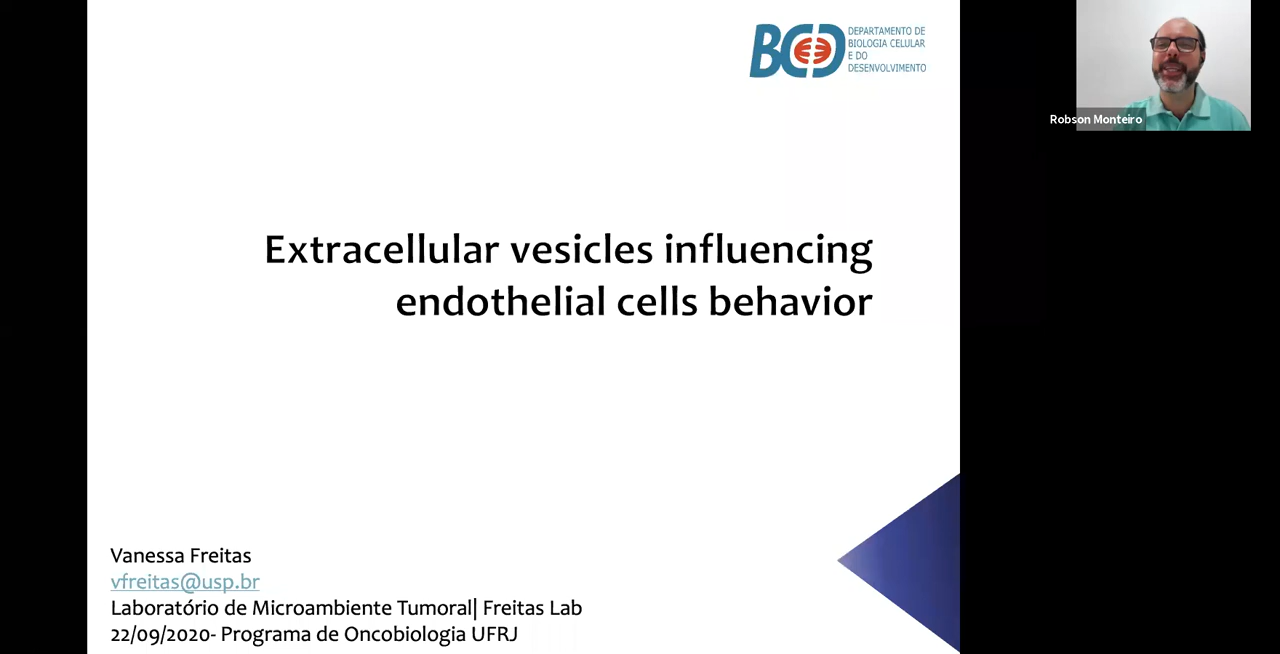 BCD
DEPARTAMENTO DE
BIOLOGIA CELULAR
E DO
DESENVOLVIMENTO
Robson Monteiro
Extracellular vesicles influencing
endothelial cells behavior
Vanessa Freitas
vfreitas@usp.br
Laboratório de Microambiente Tumoral| Freitas Lab
22/09/2020- Programa de Oncobiologia UFRJ